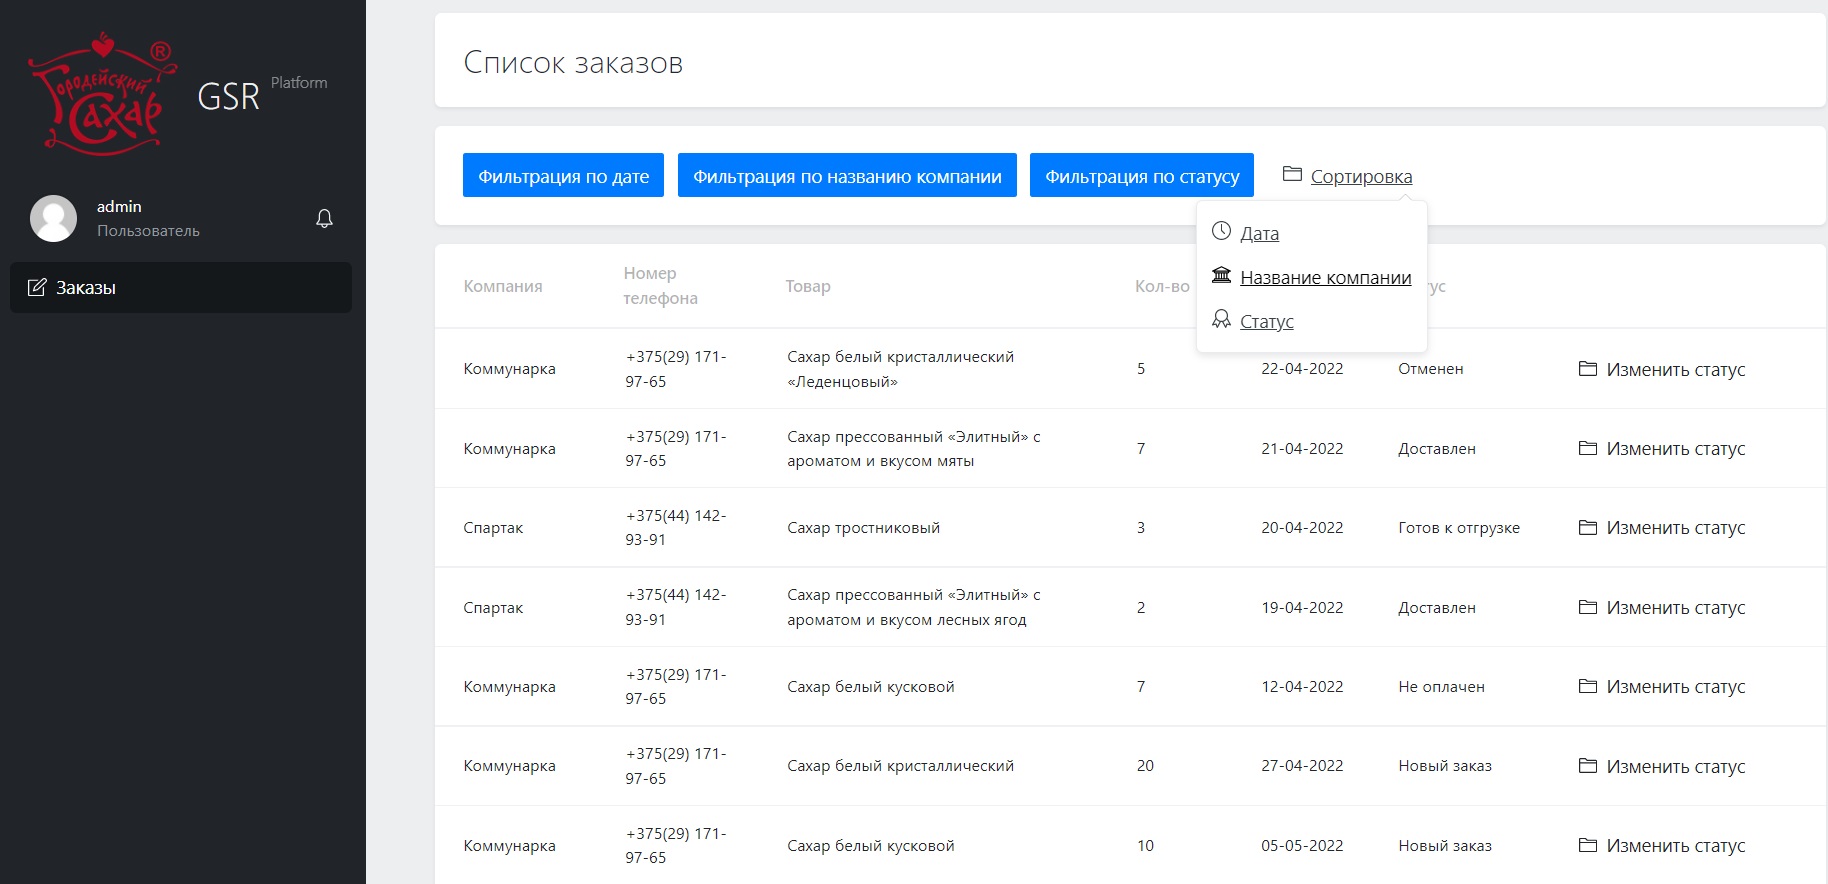 Городейский
Сахар
®
GSR Platform
admin
Пользователь
Заказы
Список заказов
Фильтрация по дате
Фильтрация по названию компании
Фильтрация по статусу
Сортировка
Дата
Название компании
Статус
Компания
Номер
телефона
Товар
Кол-во
ус
Коммунарка
+375(29) 171-
97-65
Сахар белый кристаллический
«Леденцовый»
5
22-04-2022
Отменен
Изменить статус
Коммунарка
+375(29) 171-
97-65
Сахар прессованный «Элитный» с
ароматом и вкусом мяты
7
21-04-2022
Доставлен
Изменить статус
Спартак
+375(44) 142-
93-91
Сахар тростниковый
3
20-04-2022
Готов к отгрузке
Изменить статус
Спартак
+375(44) 142-
93-91
Сахар прессованный «Элитный» с
ароматом и вкусом лесных ягод
2
19-04-2022
Доставлен
Изменить статус
Коммунарка
+375(29) 171-
97-65
Сахар белый кусковой
7
12-04-2022
Не оплачен
Изменить статус
Коммунарка
+375(29) 171-
97-65
Сахар белый кристаллический
20
27-04-2022
Новый заказ
Изменить статус
Коммунарка
+375(29) 171-
97-65
Сахар белый кусковой
10
05-05-2022
Новый заказ
Изменить статус